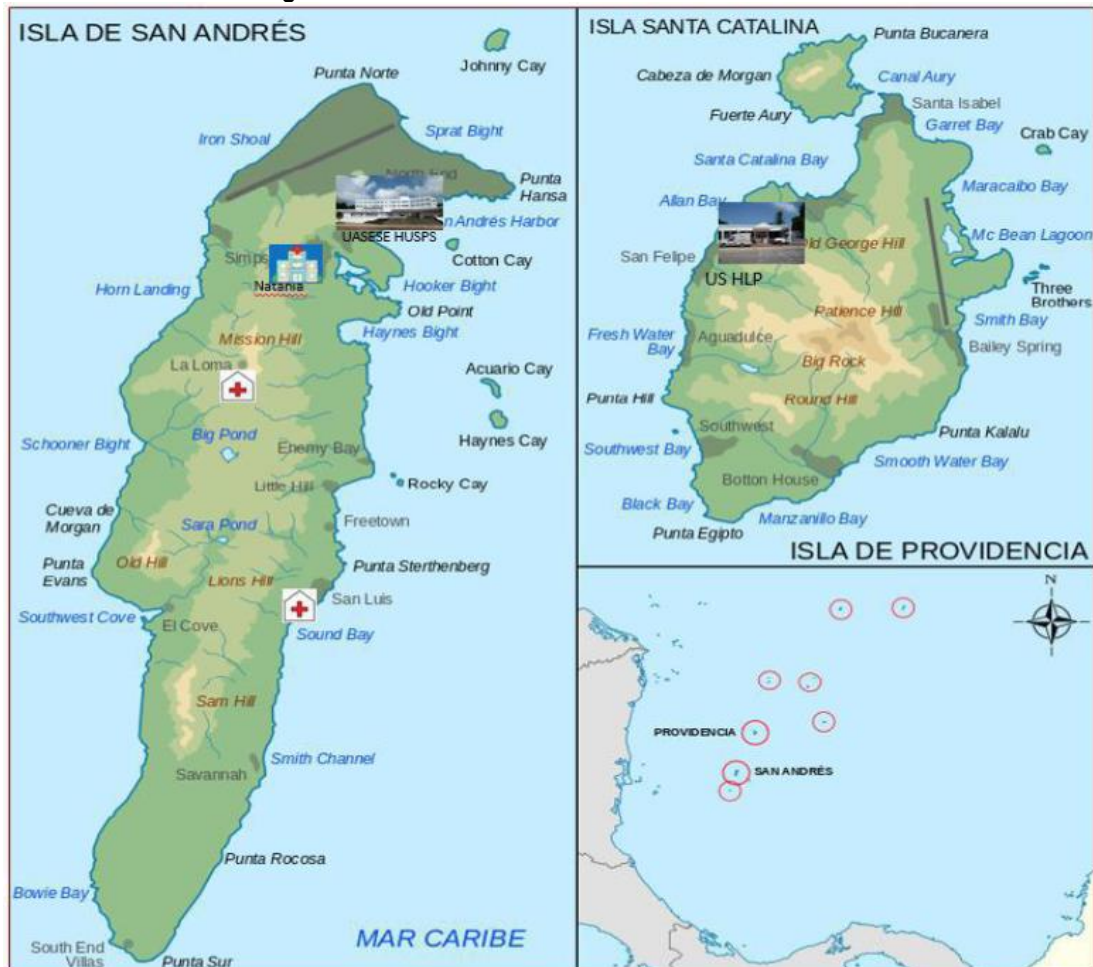 ISLA DE SAN ANDRÉS
Johnny Cay
Punta Norte
Iron Shoal
Sprat Bight
North End
Punta
Hansa
n Andrés Harbor
UASESE HUSPS
Cotton Cay
Simps
Natania
Hooker Bight
Horn Landing
Old Point
Haynes Bight
Mission Hill
La Loma
Acuario Cay
Schooner Bight
Big Pond
Haynes Cay
Enemy Bay
Little Hill
Rocky Cay
Cueva de
Morgan
Sara Pond
Freetown
Old Hill
Punta
Evans
Lions Hill
Punta Sterthenberg
San Luis
Southwest Cove
El Cove
Sound Bay
Sam Hill
Smith Channel
Savannah
Punta Rocosa
Bowie Bay
MAR CARIBE
South End
Villas
Punta Sur
ISLA SANTA CATALINA
Punta Bucanera
Cabeza de Morgan
Canal Aury
Santa Isabel
Fuerte Aury
Garret Bay
Crab Cay
Santa Catalina Bay
Maracaibo Bay
Allan Bay
Mc Bean Lagoon
Old George Hill
San Felipe
US HLP
Three
Brothers
Patience Hill
Smith Bay
Fresh Water
Bay
Aguadulce
Bailey Spring
Big Rock
Punta Hill
Round Hill
Southwest
Punta Kalalu
Southwest Bay
Smooth Water Bay
Botton House
Black Bay
Manzanillo Bay
Punta Egipto
ISLA DE PROVIDENCIA
N
PROVIDENCIA
SAN ANDRÉS